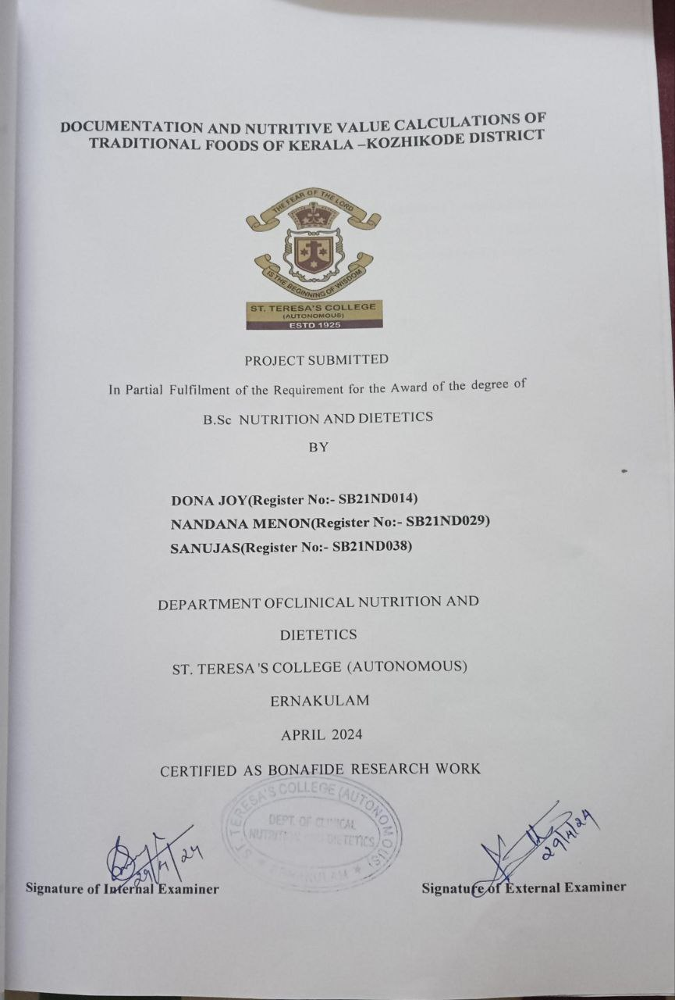 DOCUMENTATION AND NUTRITIVE VALUE CALCULATIONS OF
TRADITIONAL FOODS OF KERALA –KOZHIKODE DISTRICT
THE FEAR OF THE LORD
IS THE BEGINNING OF WISDOM
ST. TERESA'S COLLEGE
(AUTONOMOUS)
ESTD 1925
PROJECT SUBMITTED
In Partial Fulfilment of the Requirement for the Award of the degree of
B.Sc NUTRITION AND DIETETICS
BY
DONA JOY(Register No:- SB21ND014)
NANDANA MENON(Register No:- SB21ND029)
SANUJAS(Register No:- SB21ND038)
DEPARTMENT OFCLINICAL NUTRITION AND
DIETETICS
ST. TERESA 'S COLLEGE (AUTONOMOUS)
ERNAKULAM
APRIL 2024
CERTIFIED AS BONAFIDE RESEARCH WORK
ST TERESA'S COLLEGE (AUTONOMOUS)
DEPT. OF CLINICAL
NUTRITION AND DIETETICS
ERNAKULAM
29/4/24
29/4/24
Signature of Internal Examiner
Signature of External Examiner